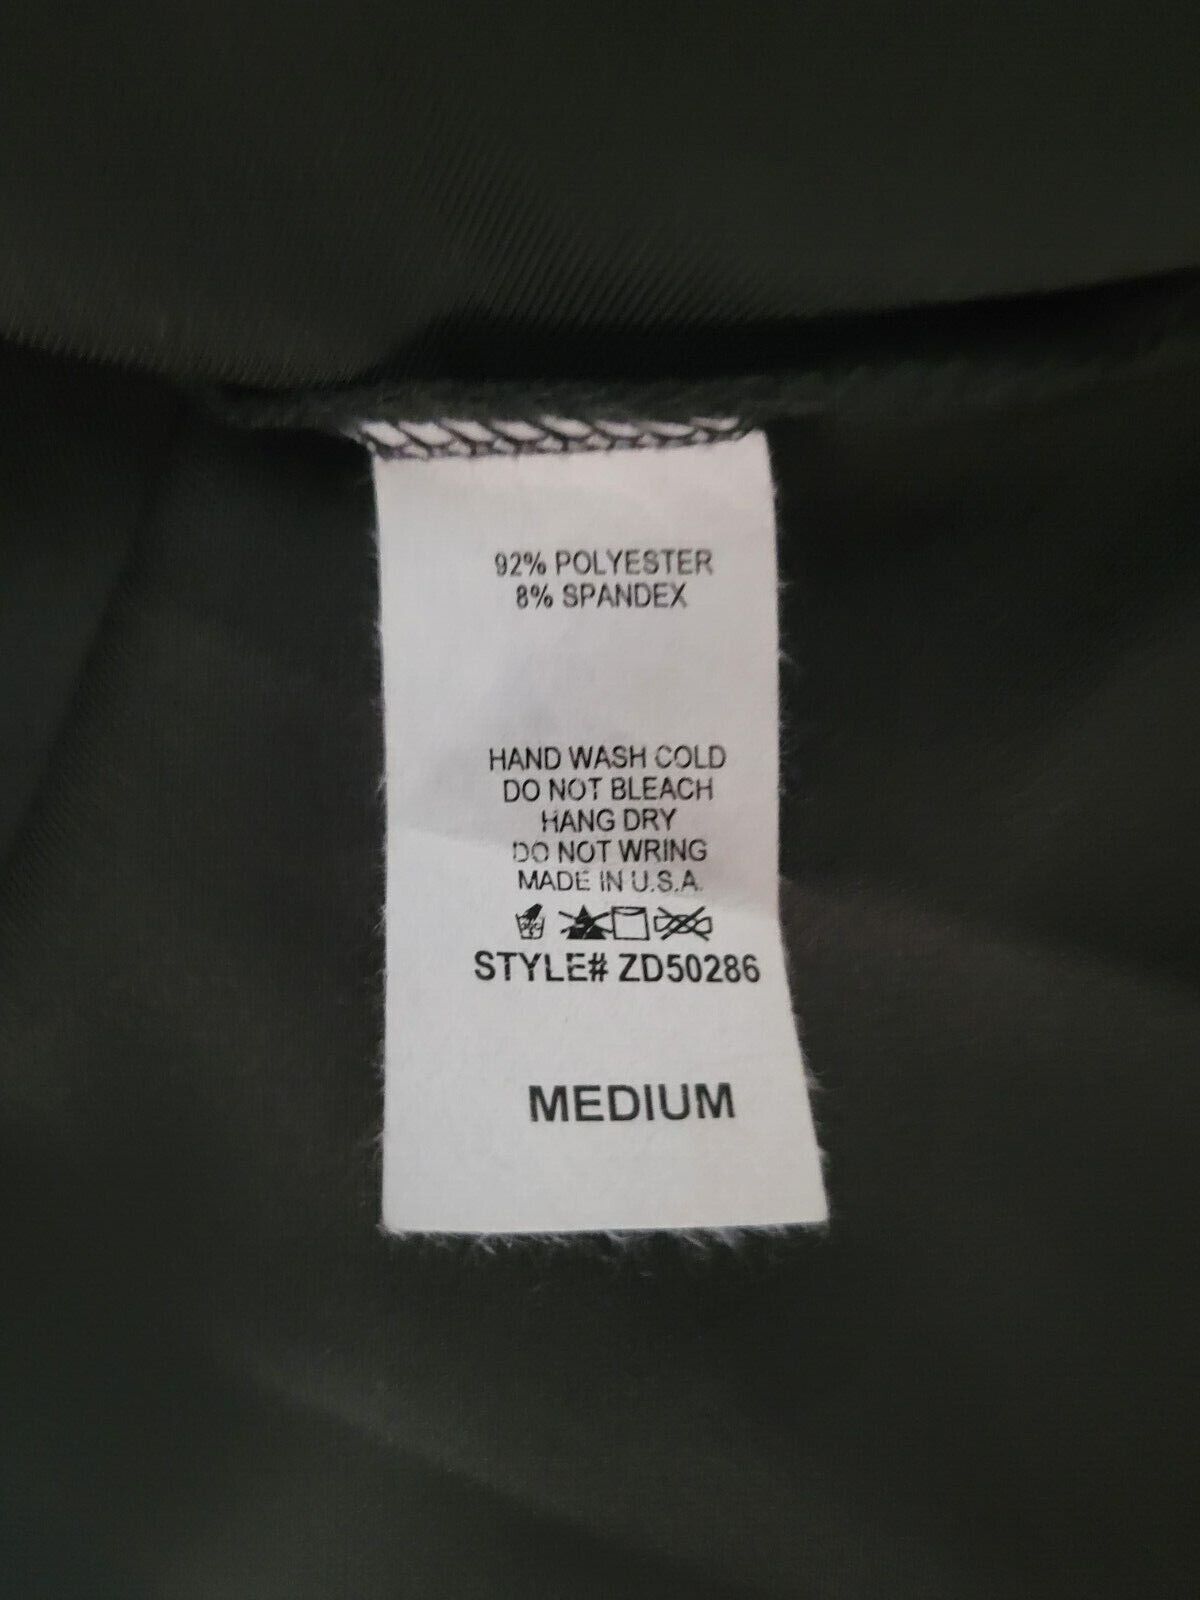 92% POLYESTER
8% SPANDEX
HAND WASH COLD
DO NOT BLEACH
HANG DRY
DO NOT WRING
MADE IN U.S.A.
STYLE# ZD50286
MEDIUM